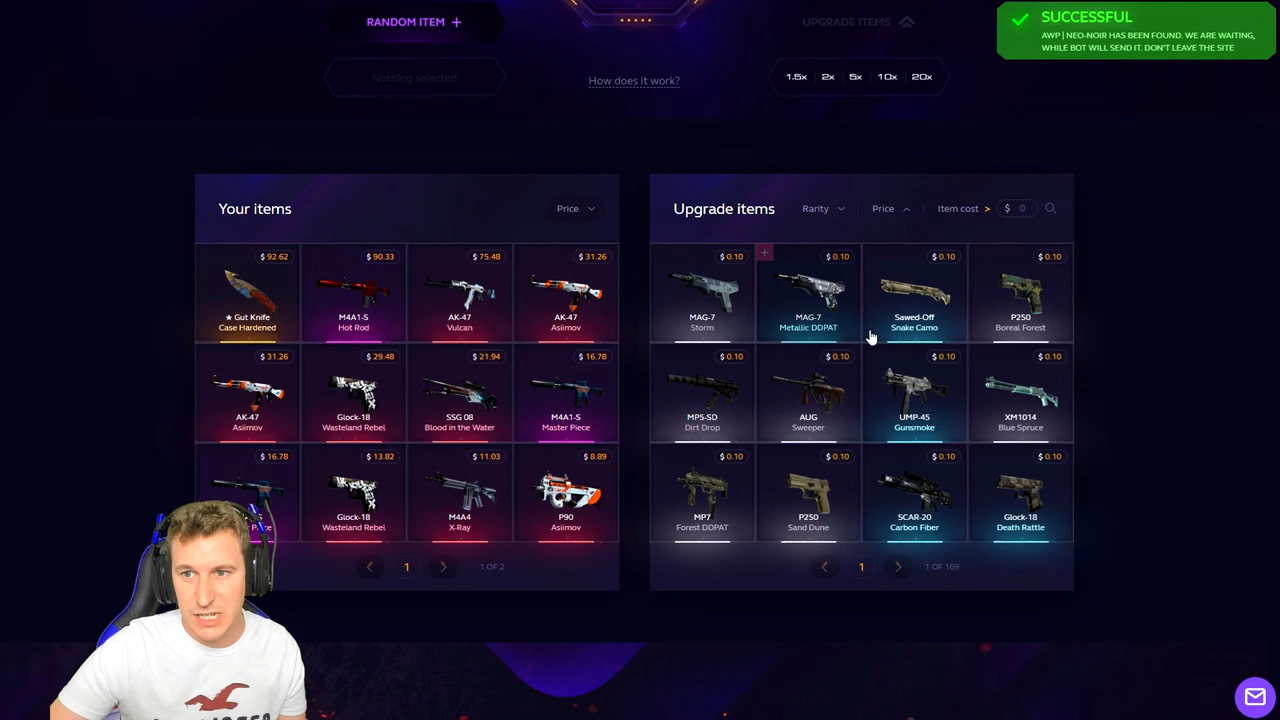 RANDOM ITEM +
UPGRADE ITEMS
SUCCESSFUL
AWP | NEO-NOIR HAS BEEN FOUND. WE ARE WAITING,
WHILE BOT WILL SEND IT. DON'T LEAVE THE SITE
Nothing selected
How does it work?
1.5x 2x 5x 10x 20x
Your items
Price
$ 92.62
★ Gut Knife
Case Hardened
$ 90.33
M4A1-S
Hot Rod
$ 75.48
AK-47
Vulcan
$ 31.26
AK-47
Asiimov
$ 31.26
AK-47
Asiimov
$ 29.48
Glock-18
Wasteland Rebel
$ 21.94
SSG 08
Blood in the Water
$ 16.78
M4A1-S
Master Piece
$ 16.78
$ 13.82
Glock-18
Wasteland Rebel
$ 11.03
M4A4
X-Ray
$ 8.89
P90
Asiimov
1
1 OF 2
Upgrade items
Rarity
Price
Item cost > $ 0
$ 0.10
MAG-7
Storm
+
$ 0.10
MAG-7
Metallic DDPAT
$ 0.10
Sawed-Off
Snake Camo
$ 0.10
P250
Boreal Forest
$ 0.10
MP5-SD
Dirt Drop
$ 0.10
AUG
Sweeper
$ 0.10
UMP-45
Gunsmoke
$ 0.10
XM1014
Blue Spruce
$ 0.10
MP7
Forest DDPAT
$ 0.10
P250
Sand Dune
$ 0.10
SCAR-20
Carbon Fiber
$ 0.10
Glock-18
Death Rattle
1
1 OF 169